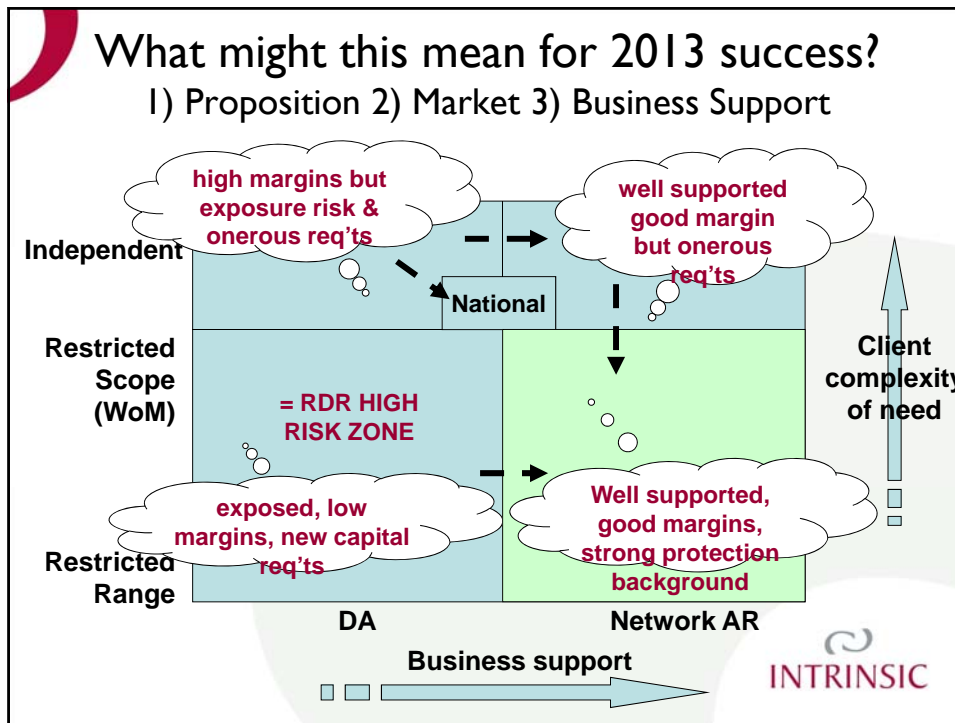 What might this mean for 2013 success?
1) Proposition 2) Market 3) Business Support
high margins but
exposure risk &
onerous req'ts
well supported
good margin
but onerous
req'ts
Independent
National
Restricted
Scope
(WoM)
= RDR HIGH
RISK ZONE
Client
complexity
of need
exposed, low
margins, new capital
req'ts
Well supported,
good margins,
strong protection
background
Restricted
Range
DA
Network AR
Business support
INTRINSIC